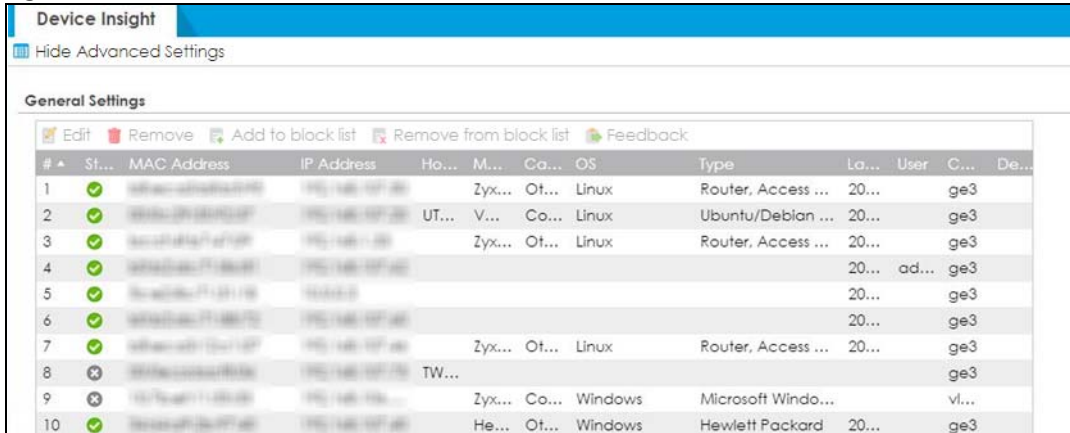 Device Insight
Hide Advanced Settings
General Settings
Edit Remove Add to block list Remove from block list Feedback
# St... MAC Address IP Address Ho... M... Ca... OS Type La... User C... De...
1 Zyx... Ot... Linux Router, Access ... 20... ge3
2 UT... V... Co... Linux Ubuntu/Debian ... 20... ge3
3 Zyx... Ot... Linux Router, Access ... 20... ge3
4 20... ad... ge3
5 20... ge3
6 20... ge3
7 Zyx... Ot... Linux Router, Access ... 20... ge3
8 TW... ge3
9 Zyx... Co... Windows Microsoft Windo... vl...
10 He... Ot... Windows Hewlett Packard 20... ge3